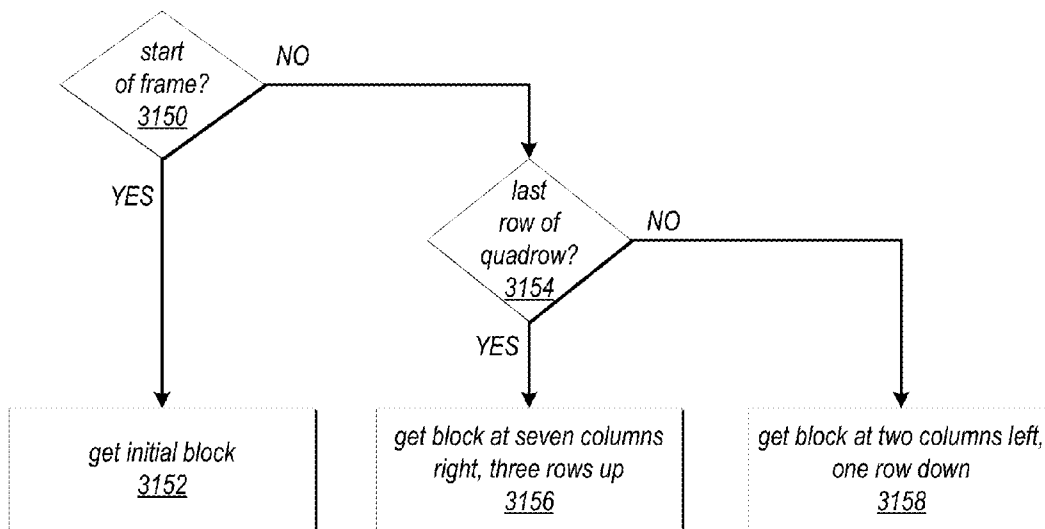 start
of frame?
3150
NO
YES
last
row of
quadrow?
3154
NO
YES
get initial block
3152
get block at seven columns
right, three rows up
3156
get block at two columns left,
one row down
3158